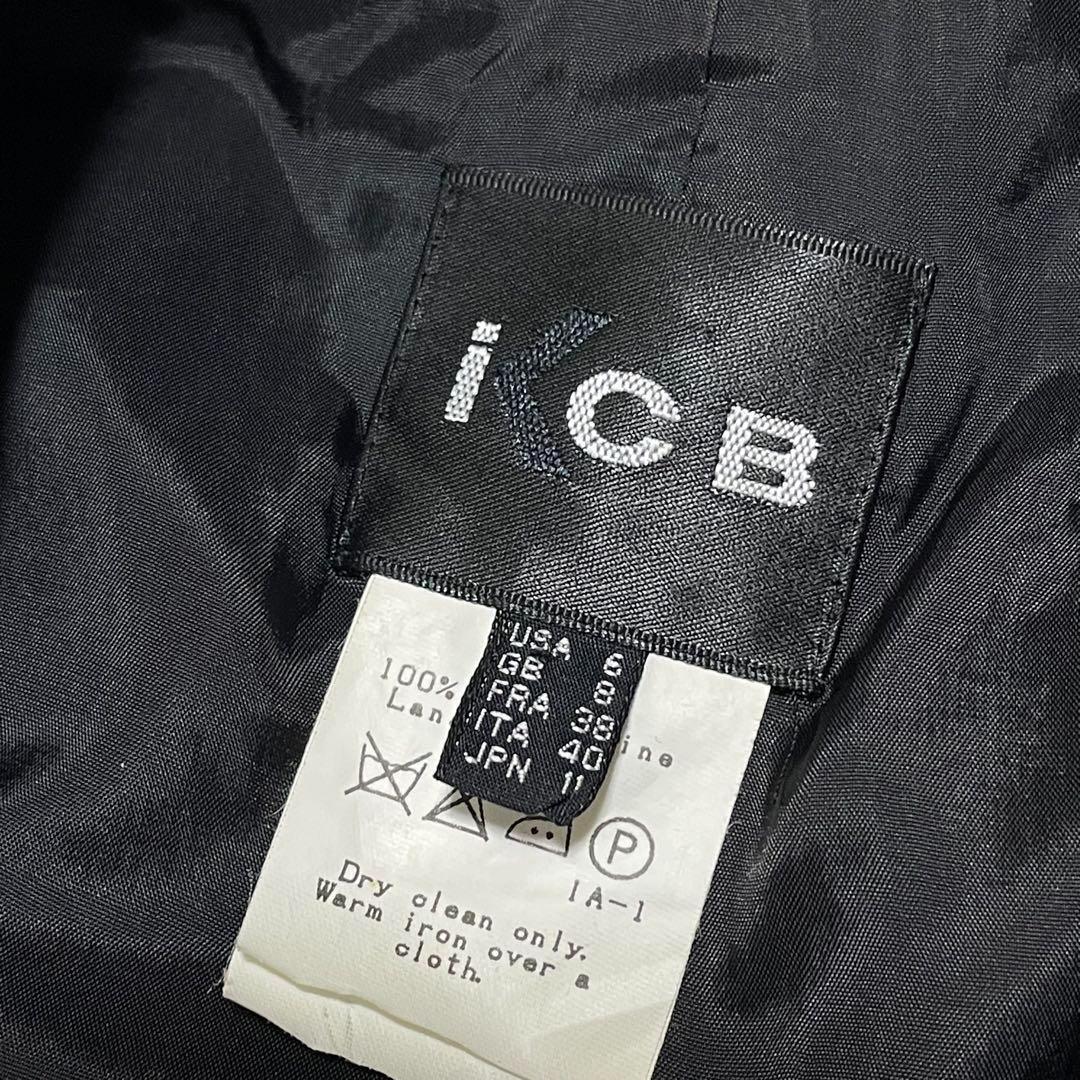 iKCB
USA 6
GB 8
FRA 38
ITA 40
JPN 11
100%
Lan
ine
P
IA-1
Dry clean only.
Warm iron over a
cloth.